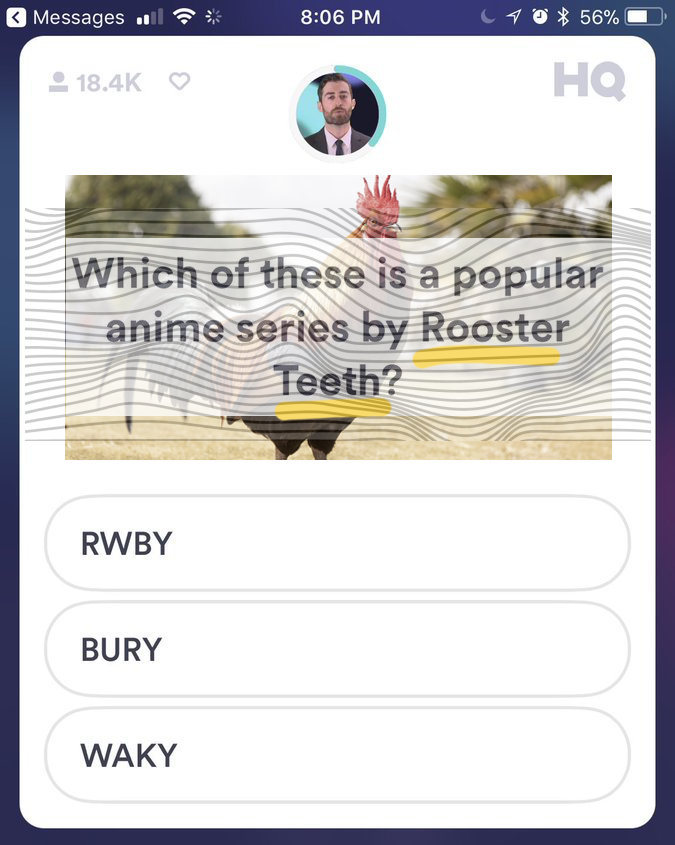 Messages 8:06 PM 56%
18.4K HQ
Which of these is a popular
anime series by Rooster
Teeth?
RWBY
BURY
WAKY